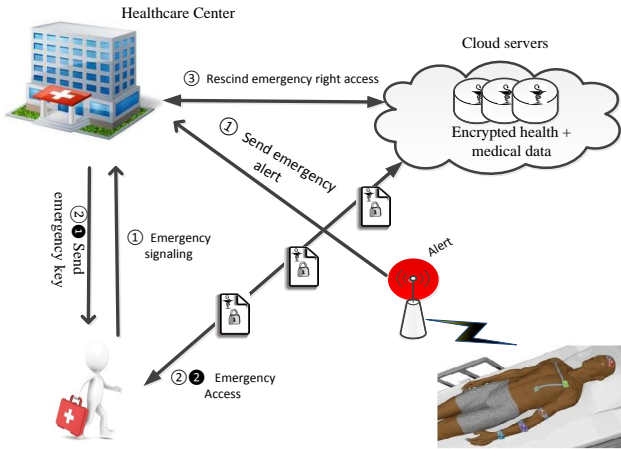 Healthcare Center
Cloud servers
③ Rescind emergency right access
Encrypted health +
medical data
① Send emergency
alert
② ❶ Send
emergency key
① Emergency
signaling
Alert
② ❷ Emergency
Access